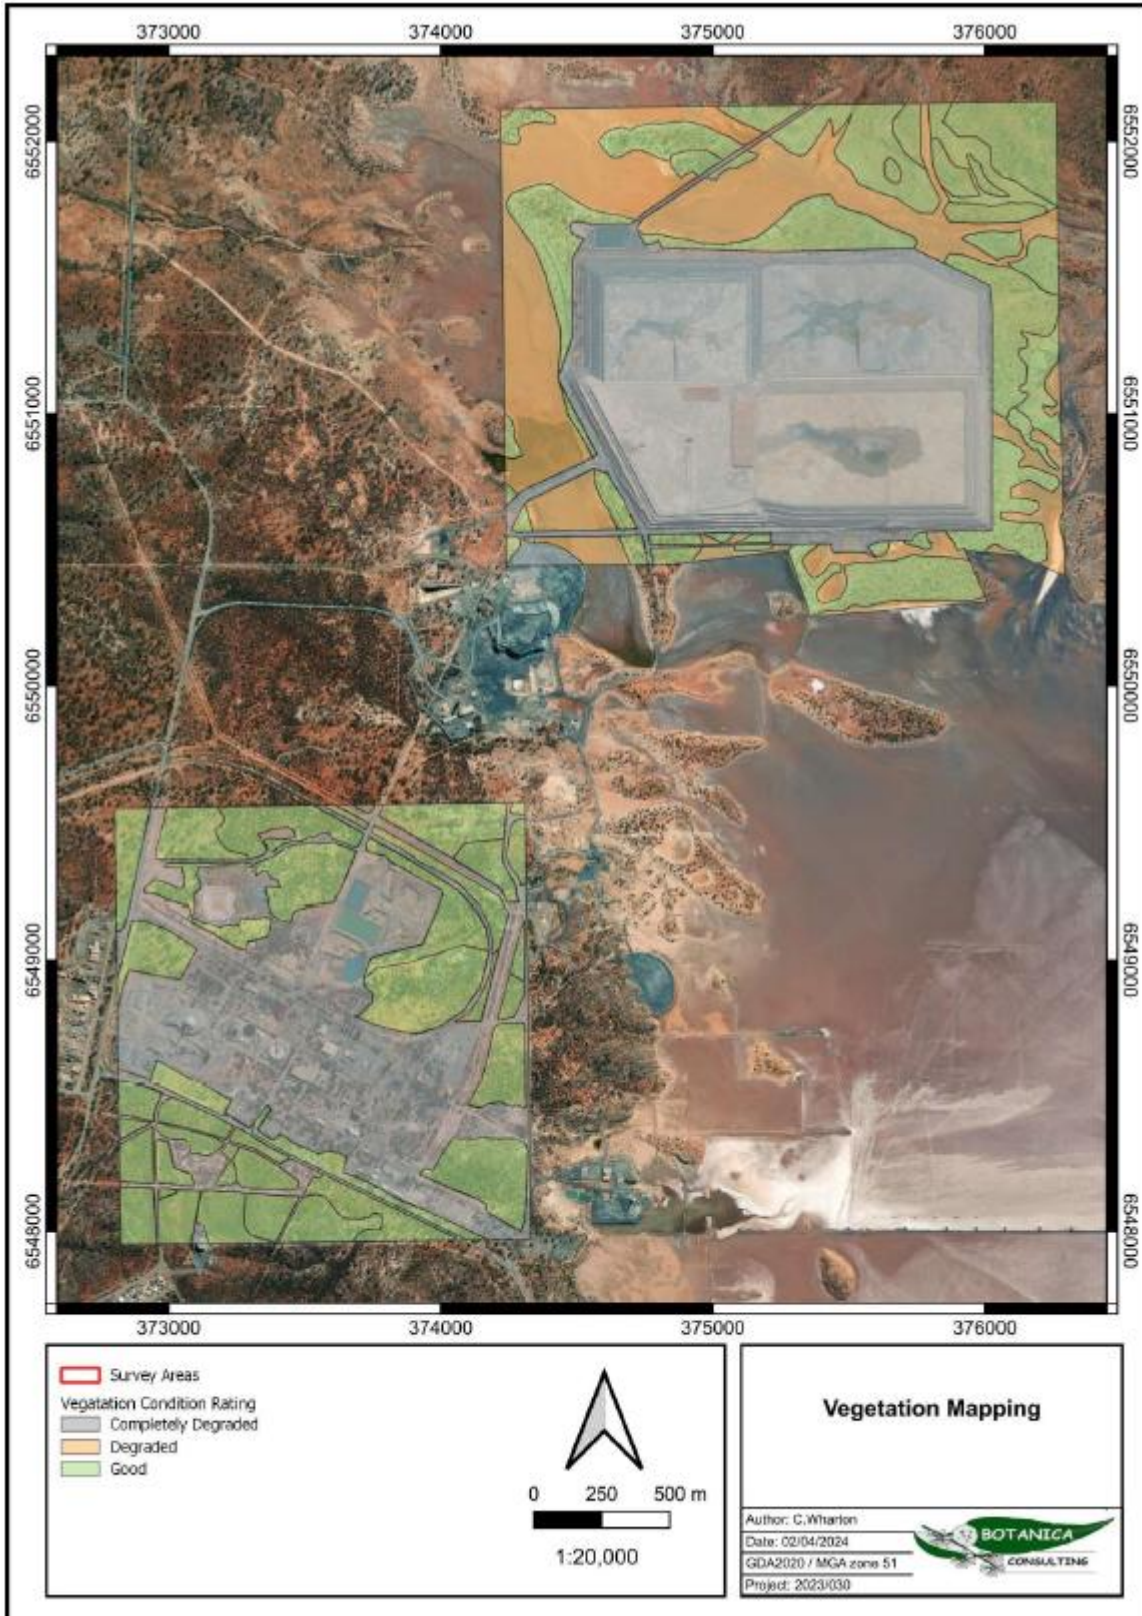 373000 374000 375000 376000
6552000 6552000
6551000 6551000
6550000 6550000
6549000 6549000
6548000 6548000
373000 374000 375000 376000
Survey Areas
Vegatation Condition Rating
Completely Degraded
Degraded
Good
0 250 500 m
1:20,000
Vegetation Mapping
Author: C.Wharton
Date: 02/04/2024
GDA2020 / MGA zone 51
Project: 2023/030
BOTANICA
CONSULTING